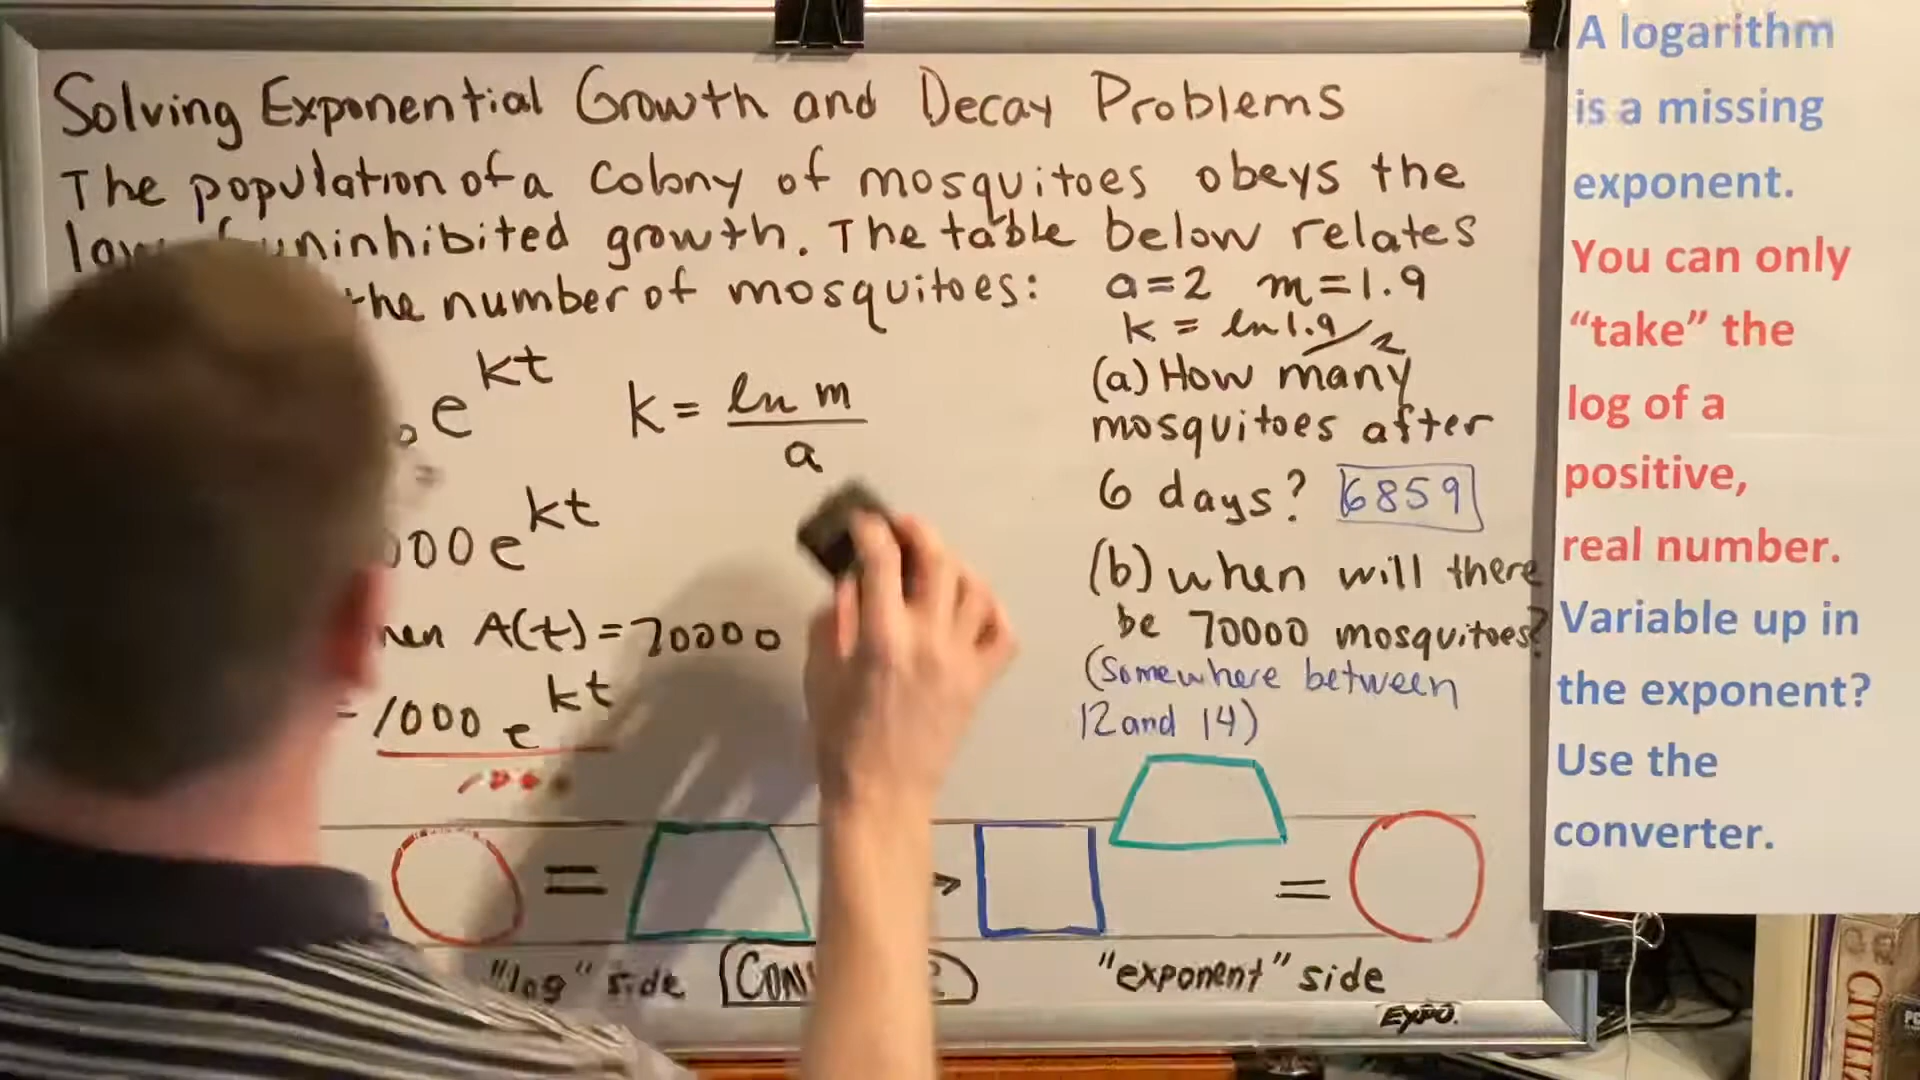 Solving Exponential Growth and Decay Problems
The population of a colony of mosquitoes obeys the
uninhibited growth. The table below relates
the number of mosquitoes:
a=2 m=1.9
k = ln1.9/2
e^kt
k = ln m / a
(a) How many
mosquitoes after
6 days? 6859
000e^kt
(b) when will there
be 70000 mosquitoes?
A(t)=70000
(Somewhere between
12 and 14)
1000 e^kt
=
=
"log" side
"exponent" side
EXPO
A logarithm
is a missing
exponent.
You can only
“take” the
log of a
positive,
real number.
Variable up in
the exponent?
Use the
converter.